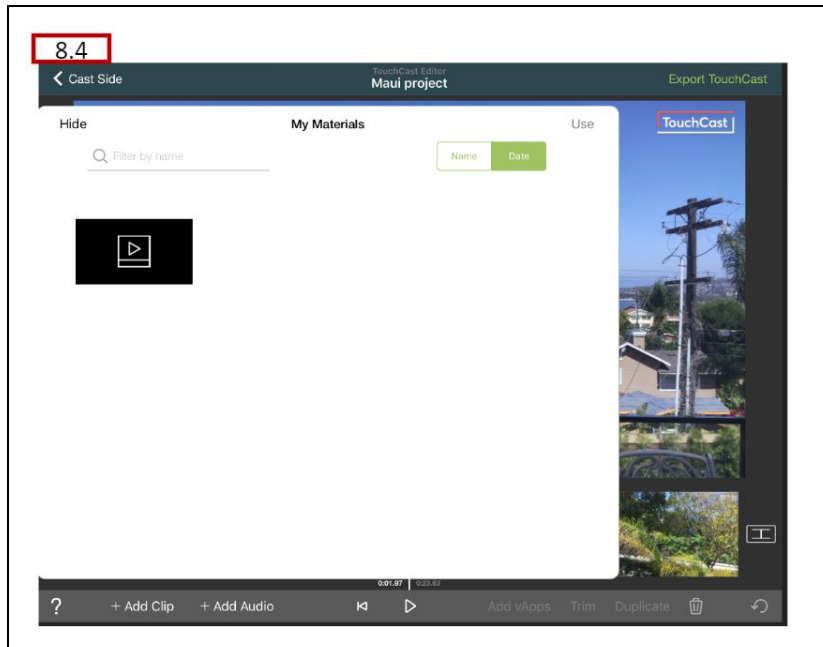 8.4
TouchCast Editor
Cast Side
Maui project
Export TouchCast
Hide
My Materials
Use
TouchCast
Filter by name
Name
Date
0:01.97
0:23.63
? + Add Clip + Add Audio Add vApps Trim Duplicate